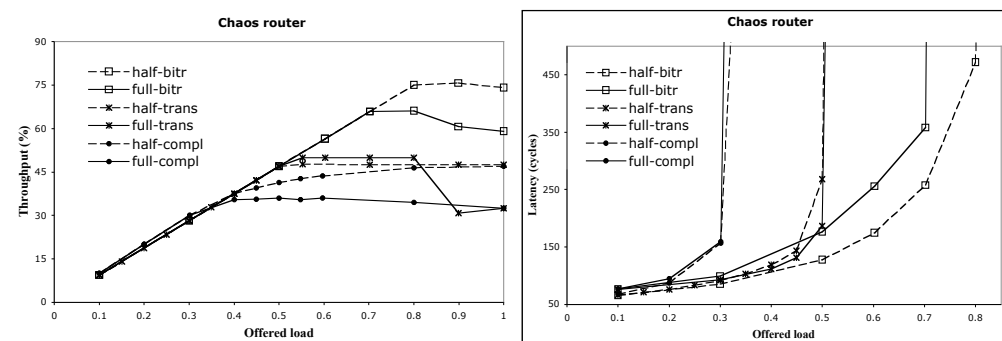 Chaos router
90
75
60
45
30
15
0
Throughput (%)
half-bitr
full-bitr
half-trans
full-trans
half-compl
full-compl
0 0.1 0.2 0.3 0.4 0.5 0.6 0.7 0.8 0.9 1
Offered load
Chaos router
450
350
250
150
50
Latency (cycles)
half-bitr
full-bitr
half-trans
full-trans
half-compl
full-compl
0 0.1 0.2 0.3 0.4 0.5 0.6 0.7 0.8
Offered load